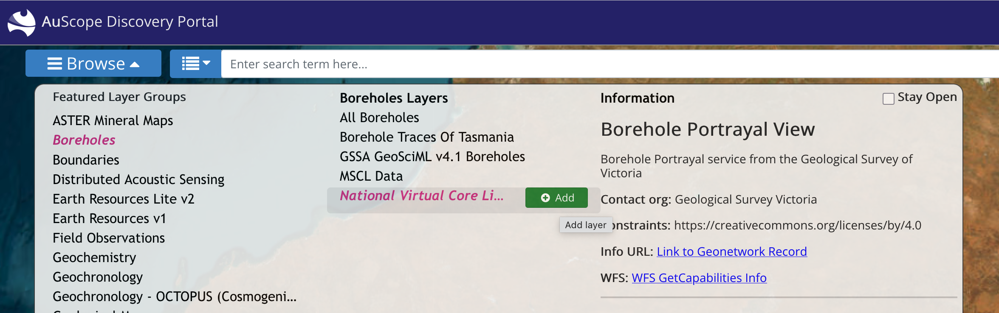 AuScope Discovery Portal
Browse
Enter search term here...
Featured Layer Groups
ASTER Mineral Maps
Boreholes
Boundaries
Distributed Acoustic Sensing
Earth Resources Lite v2
Earth Resources v1
Field Observations
Geochemistry
Geochronology
Geochronology - OCTOPUS (Cosmogeni...
Boreholes Layers
All Boreholes
Borehole Traces Of Tasmania
GSSA GeoSciML v4.1 Boreholes
MSCL Data
National Virtual Core Li...
Add
Add layer
Information
Stay Open
Borehole Portrayal View
Borehole Portrayal service from the Geological Survey of
Victoria
Contact org: Geological Survey Victoria
onstraints: https://creativecommons.org/licenses/by/4.0
Info URL: Link to Geonetwork Record
WFS: WFS GetCapabilities Info